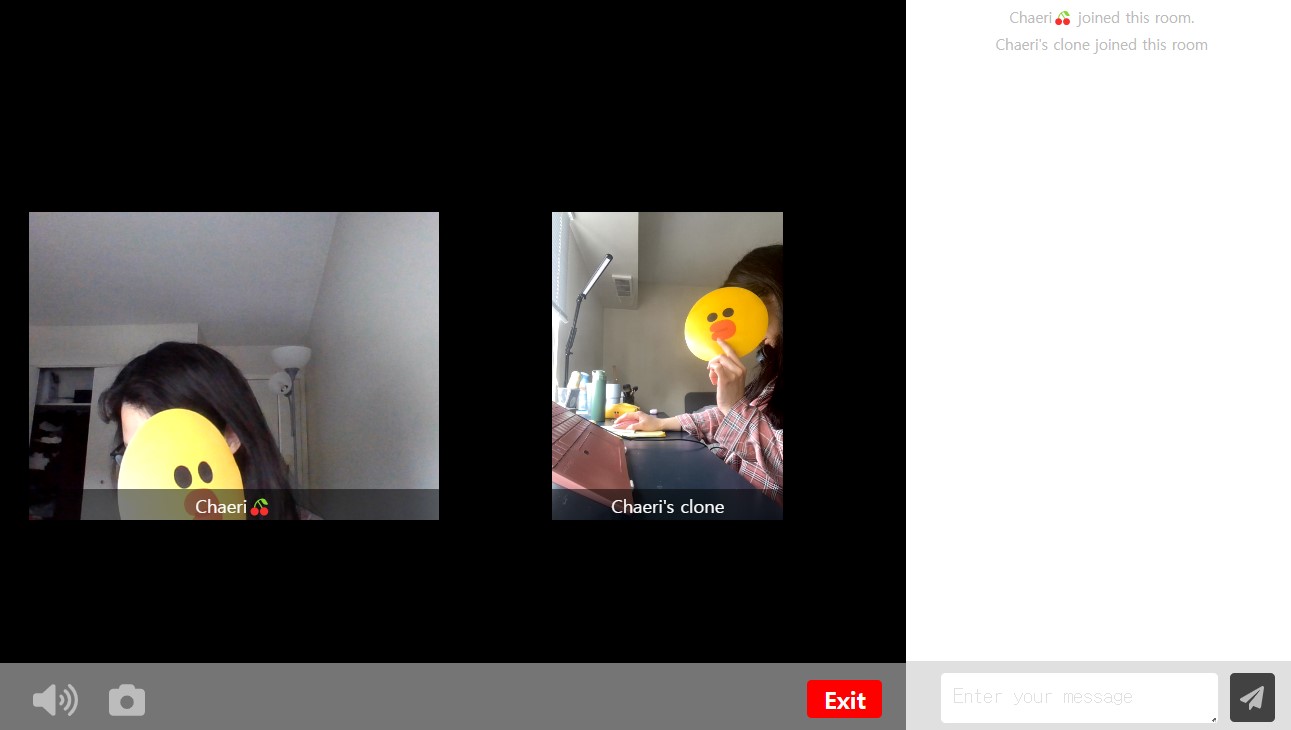 Chaeri🍒 joined this room.
Chaeri's clone joined this room
Chaeri🍒
Chaeri's clone
Exit
Enter your message